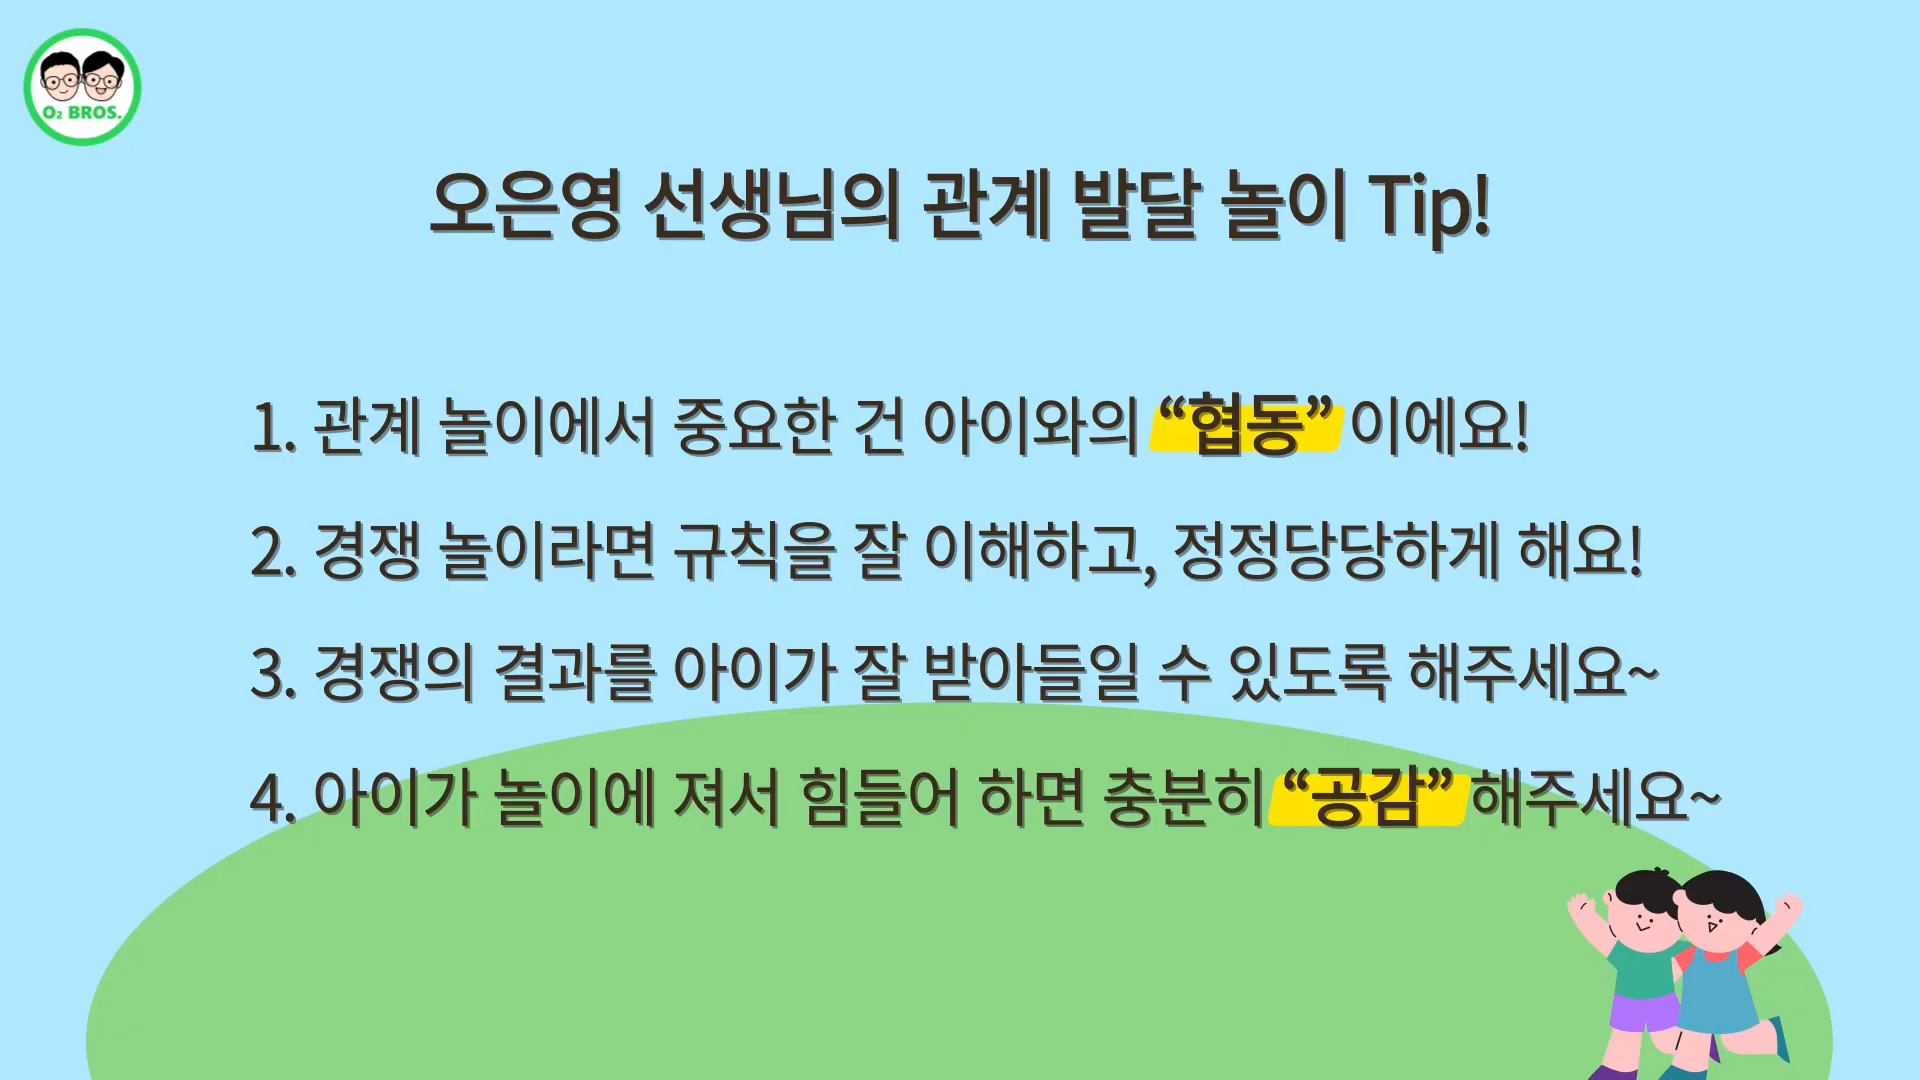 O₂ BROS.
오은영 선생님의 관계 발달 놀이 Tip!
1. 관계 놀이에서 중요한 건 아이와의 “협동” 이에요!
2. 경쟁 놀이라면 규칙을 잘 이해하고, 정정당당하게 해요!
3. 경쟁의 결과를 아이가 잘 받아들일 수 있도록 해주세요~
4. 아이가 놀이에 져서 힘들어 하면 충분히 “공감” 해주세요~